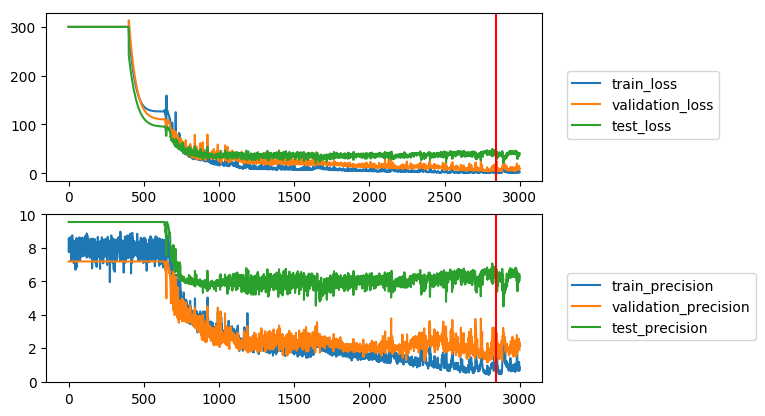 300
200
100
0
0 500 1000 1500 2000 2500 3000
train_loss
validation_loss
test_loss
10
8
6
4
2
0
0 500 1000 1500 2000 2500 3000
train_precision
validation_precision
test_precision